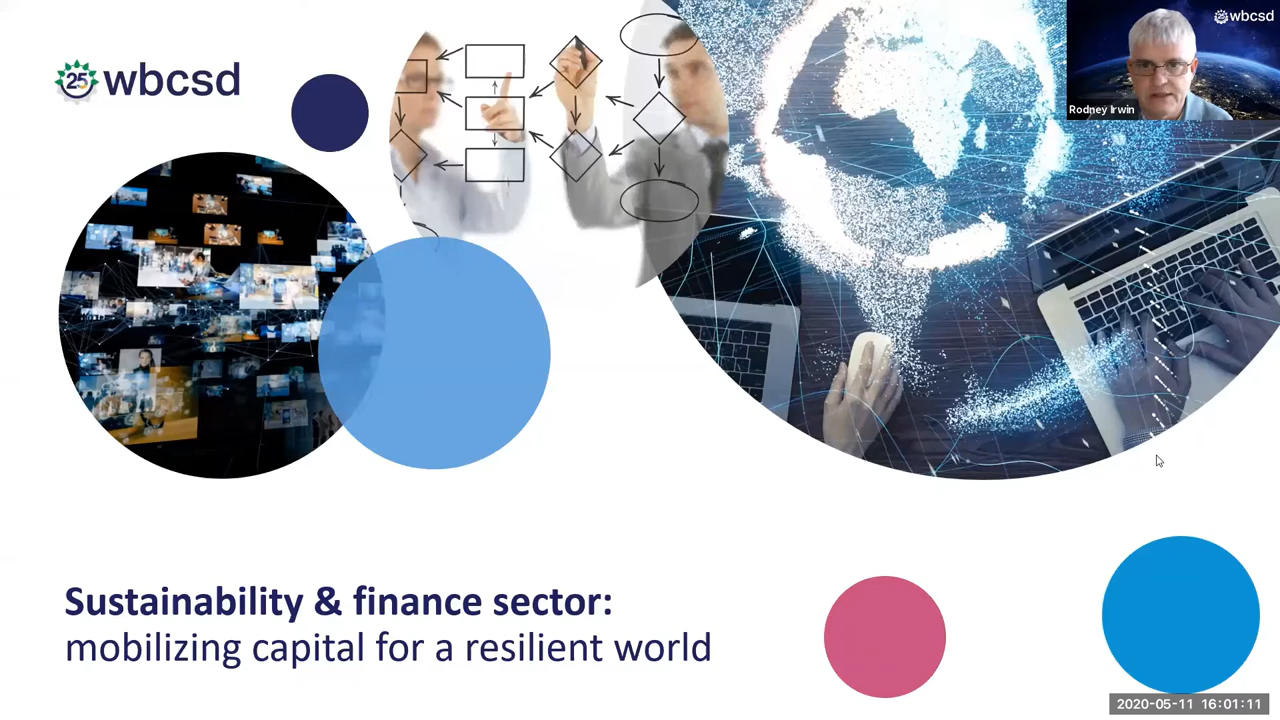 25 wbcsd
wbcsd
Rodney Irwin
Sustainability & finance sector:
mobilizing capital for a resilient world
2020-05-11 16:01:11